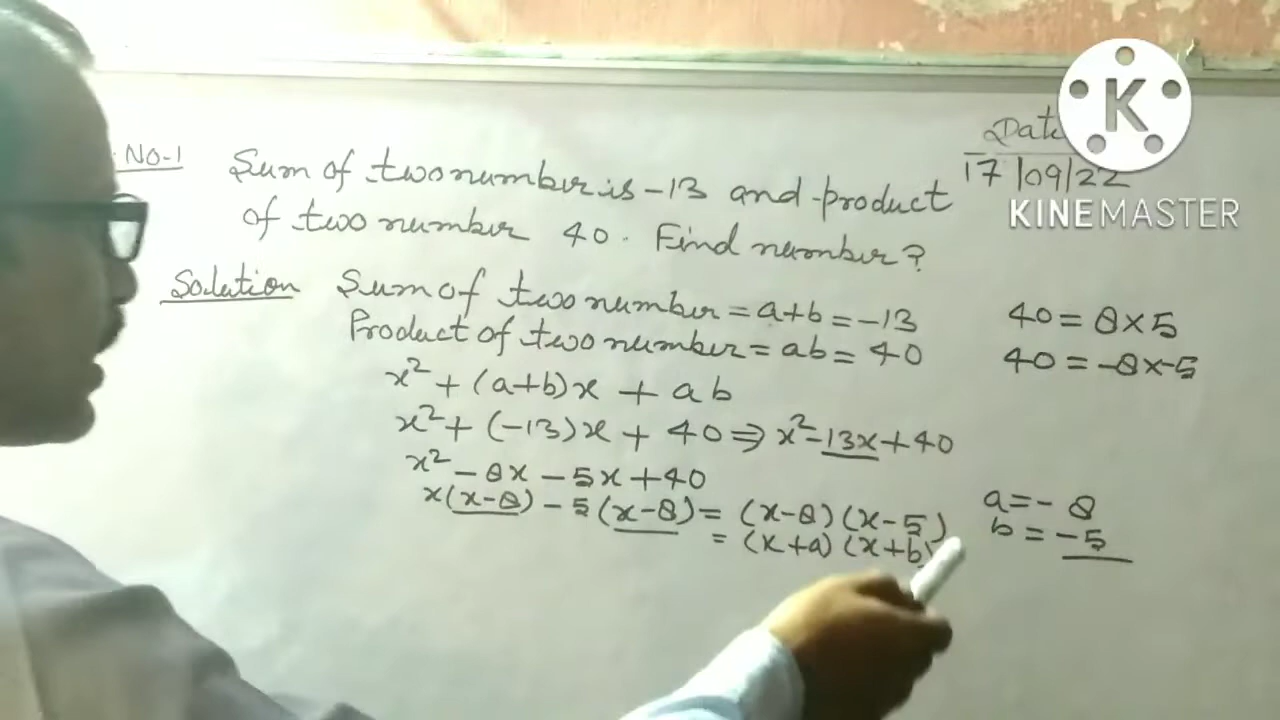 Date
17/09/22
K
KINEMASTER
. No-1 Sum of two number is -13 and product
of two number 40. Find number?
Solution Sum of two number = a+b = -13
Product of two number = ab = 40
40 = 8×5
40 = -8×-5
x² + (a+b)x + ab
x² + (-13)x + 40 ⇒ x²-13x+40
x² - 8x - 5x + 40
x(x-8) - 5(x-8) = (x-8)(x-5)
= (x+a)(x+b)
a = - 8
b = -5